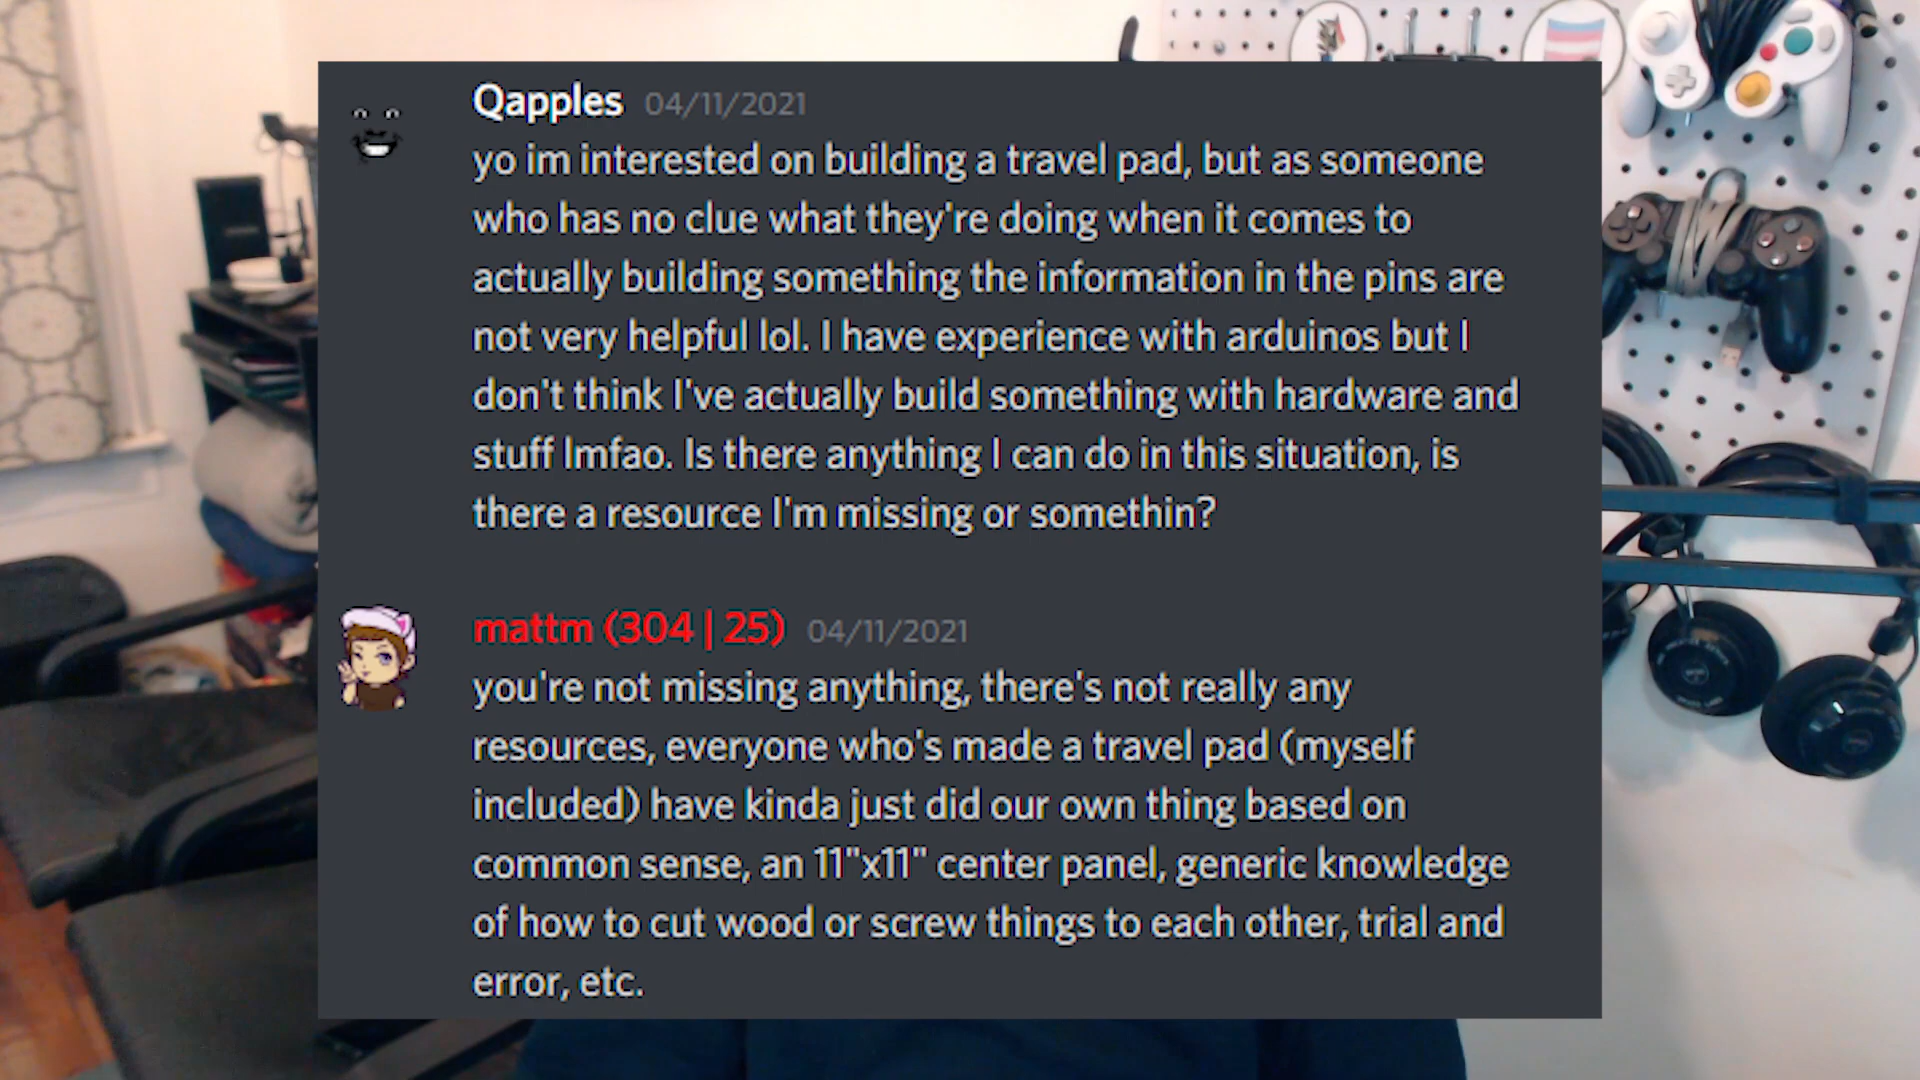 Qapples 04/11/2021
yo im interested on building a travel pad, but as someone
who has no clue what they're doing when it comes to
actually building something the information in the pins are
not very helpful lol. I have experience with arduinos but I
don't think I've actually build something with hardware and
stuff lmfao. Is there anything I can do in this situation, is
there a resource I'm missing or somethin?
mattm (304 | 25) 04/11/2021
you're not missing anything, there's not really any
resources, everyone who's made a travel pad (myself
included) have kinda just did our own thing based on
common sense, an 11"x11" center panel, generic knowledge
of how to cut wood or screw things to each other, trial and
error, etc.